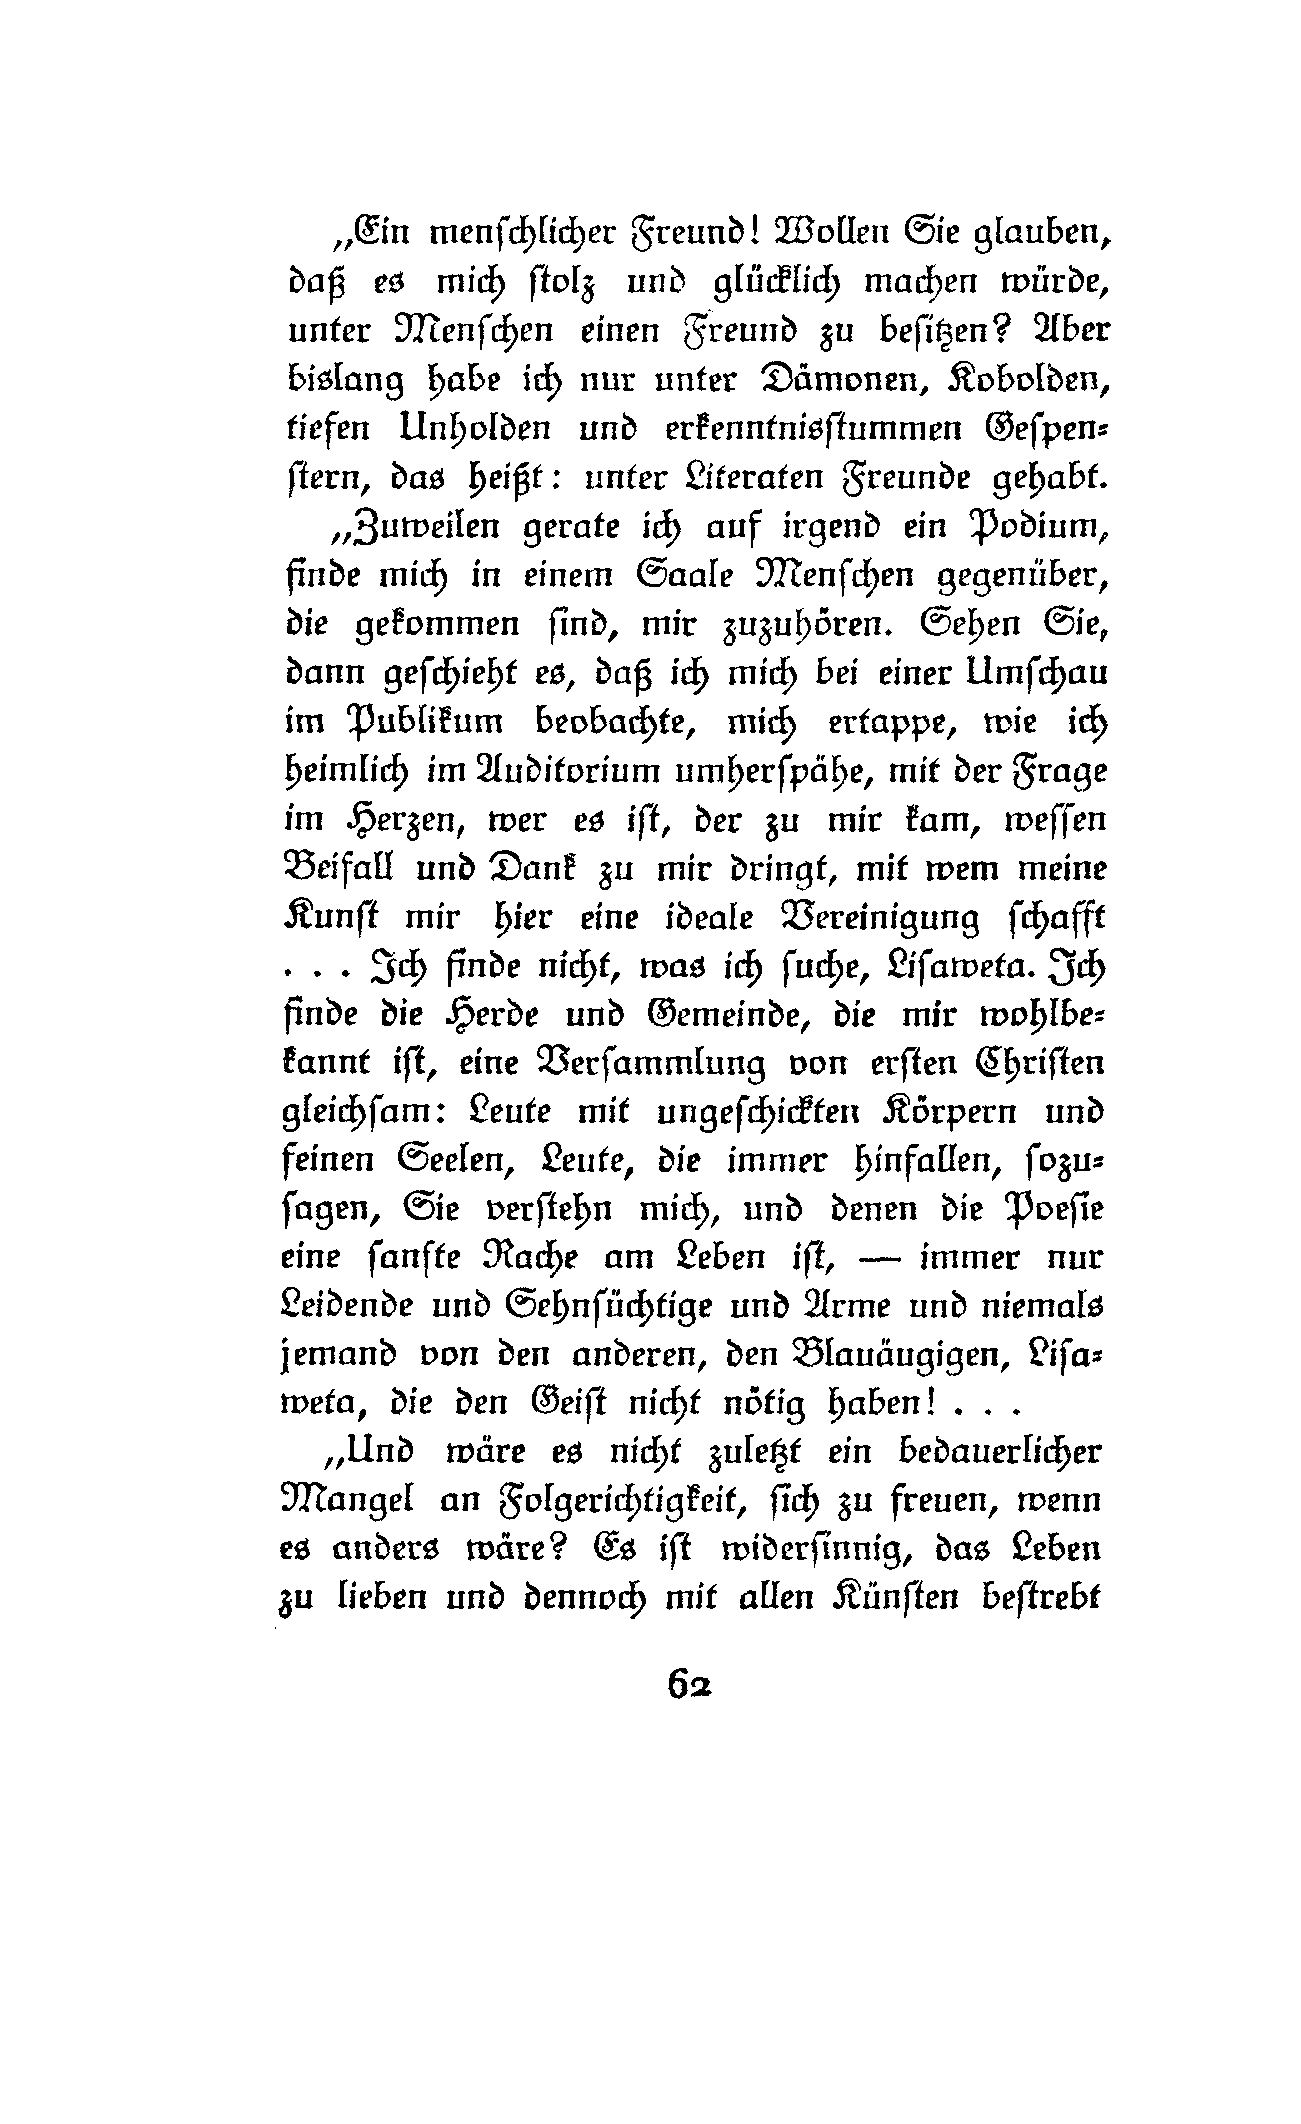 „Ein menschlicher Freund! Wollen Sie glauben,
daß es mich stolz und glücklich machen würde,
unter Menschen einen Freund zu besitzen? Aber
bislang habe ich nur unter Dämonen, Kobolden,
tiefen Unholden und erkenntnisstummen Gespen-
stern, das heißt: unter Literaten Freunde gehabt.
„Zuweilen gerate ich auf irgend ein Podium,
finde mich in einem Saale Menschen gegenüber,
die gekommen sind, mir zuzuhören. Sehen Sie,
dann geschieht es, daß ich mich bei einer Umschau
im Publikum beobachte, mich ertappe, wie ich
heimlich im Auditorium umherspähe, mit der Frage
im Herzen, wer es ist, der zu mir kam, wessen
Beifall und Dank zu mir dringt, mit wem meine
Kunst mir hier eine ideale Vereinigung schafft
. . . Ich finde nicht, was ich suche, Lisaweta. Ich
finde die Herde und Gemeinde, die mir wohlbe-
kannt ist, eine Versammlung von ersten Christen
gleichsam: Leute mit ungeschickten Körpern und
feinen Seelen, Leute, die immer hinfallen, sozu-
sagen, Sie verstehn mich, und denen die Poesie
eine sanfte Rache am Leben ist, — immer nur
Leidende und Sehnsüchtige und Arme und niemals
jemand von den anderen, den Blauäugigen, Lisa-
weta, die den Geist nicht nötig haben! . . .
„Und wäre es nicht zuletzt ein bedauerlicher
Mangel an Folgerichtigkeit, sich zu freuen, wenn
es anders wäre? Es ist widersinnig, das Leben
zu lieben und dennoch mit allen Künsten bestrebt
62